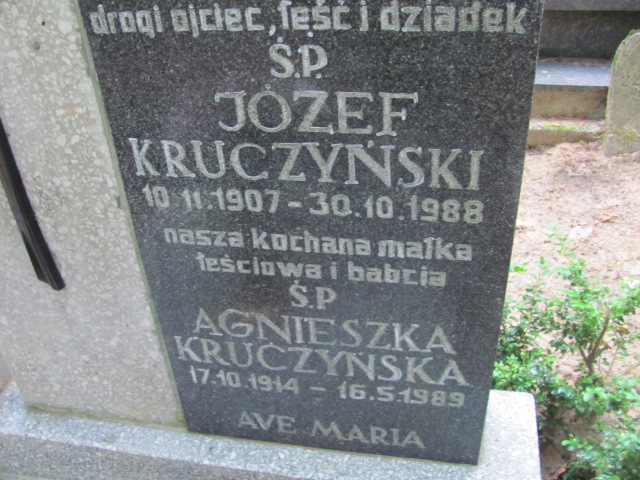 drogi ojciec, teść i dziadek
Ś.P.
JÓZEF
KRUCZYŃSKI
10.11.1907 - 30.10.1988
nasza kochana matka
teściowa i babcia
Ś.P
AGNIESZKA
KRUCZYŃSKA
17.10.1914 - 16.5.1989
AVE MARIA